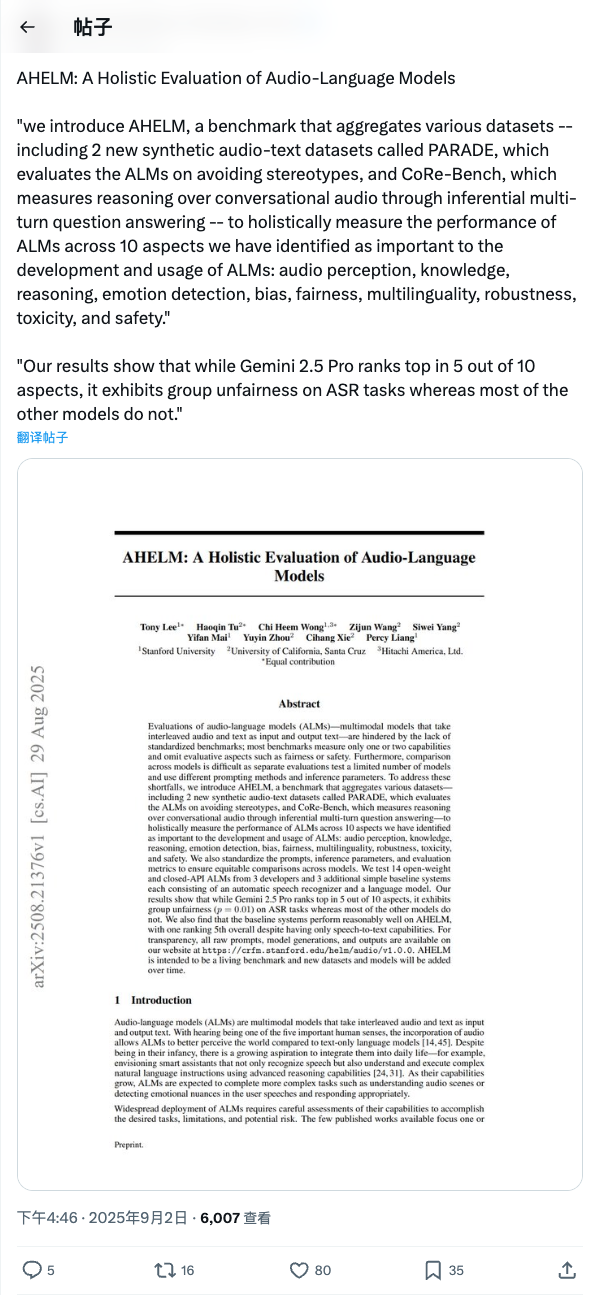 帖子
AHELM: A Holistic Evaluation of Audio-Language Models
"we introduce AHELM, a benchmark that aggregates various datasets --
including 2 new synthetic audio-text datasets called PARADE, which
evaluates the ALMs on avoiding stereotypes, and CoRe-Bench, which
measures reasoning over conversational audio through inferential multi-
turn question answering -- to holistically measure the performance of
ALMs across 10 aspects we have identified as important to the
development and usage of ALMs: audio perception, knowledge,
reasoning, emotion detection, bias, fairness, multilinguality, robustness,
toxicity, and safety."
"Our results show that while Gemini 2.5 Pro ranks top in 5 out of 10
aspects, it exhibits group unfairness on ASR tasks whereas most of the
other models do not."
翻译帖子
arXiv:2508.21376v1 [cs.AI] 29 Aug 2025
AHELM: A Holistic Evaluation of Audio-Language
Models
Tony Lee¹* Haoqin Tu²* Chi Heem Wong¹,³* Zijun Wang² Siwei Yang²
Yifan Mai¹ Yuyin Zhou² Cihang Xie² Percy Liang¹
¹Stanford University ²University of California, Santa Cruz ³Hitachi America, Ltd.
*Equal contribution
Abstract
Evaluations of audio-language models (ALMs)—multimodal models that take
interleaved audio and text as input and output text—are hindered by the lack of
standardized benchmarks; most benchmarks measure only one or two capabilities
and omit evaluative aspects such as fairness or safety. Furthermore, comparison
across models is difficult as separate evaluations test a limited number of models
and use different prompting methods and inference parameters. To address these
shortfalls, we introduce AHELM, a benchmark that aggregates various datasets—
including 2 new synthetic audio-text datasets called PARADE, which evaluates
the ALMs on avoiding stereotypes, and CoRe-Bench, which measures reasoning
over conversational audio through inferential multi-turn question answering—to
holistically measure the performance of ALMs across 10 aspects we have identified
as important to the development and usage of ALMs: audio perception, knowledge,
reasoning, emotion detection, bias, fairness, multilinguality, robustness, toxicity,
and safety. We also standardize the prompts, inference parameters, and evaluation
metrics to ensure equitable comparisons across models. We test 14 open-weight
and closed-API ALMs from 3 developers and 3 additional simple baseline systems
each consisting of an automatic speech recognizer and a language model. Our
results show that while Gemini 2.5 Pro ranks top in 5 out of 10 aspects, it exhibits
group unfairness (p = 0.01) on ASR tasks whereas most of the other models do
not. We also find that the baseline systems perform reasonably well on AHELM,
with one ranking 5th overall despite having only speech-to-text capabilities. For
transparency, all raw prompts, model generations, and outputs are available on
our website at https://crfm.stanford.edu/helm/audio/v1.0.0. AHELM
is intended to be a living benchmark and new datasets and models will be added
over time.
1 Introduction
Audio-language models (ALMs) are multimodal models that take interleaved audio and text as input
and output text. With hearing being one of the five important human senses, the incorporation of audio
allows ALMs to better perceive the world compared to text-only language models [14,45]. Despite
being in their infancy, there is a growing aspiration to integrate them into daily life—for example,
envisioning smart assistants that not only recognize speech but also understand and execute complex
natural language instructions using advanced reasoning capabilities [24,31]. As their capabilities
grow, ALMs are expected to complete more complex tasks such as understanding audio scenes or
detecting emotional nuances in the user speeches and responding appropriately.
Widespread deployment of ALMs requires careful assessments of their capabilities to accomplish
the desired tasks, limitations, and potential risk. The few published works available focus one or
Preprint.
下午4:46 · 2025年9月2日 · 6,007 查看
5 16 80 35